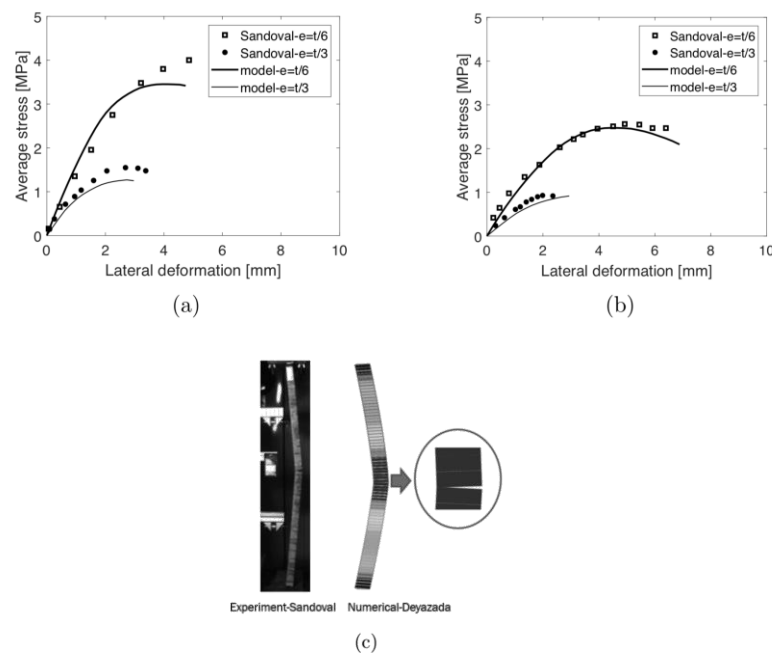 (a)
5
4
3
2
1
0
0 2 4 6 8 10
Average stress [MPa]
Lateral deformation [mm]
Sandoval-e=t/6
Sandoval-e=t/3
model-e=t/6
model-e=t/3
(a)
(b)
5
4
3
2
1
0
0 2 4 6 8 10
Average stress [MPa]
Lateral deformation [mm]
Sandoval-e=t/6
Sandoval-e=t/3
model-e=t/6
model-e=t/3
(b)
Experiment-Sandoval Numerical-Deyazada
(c)